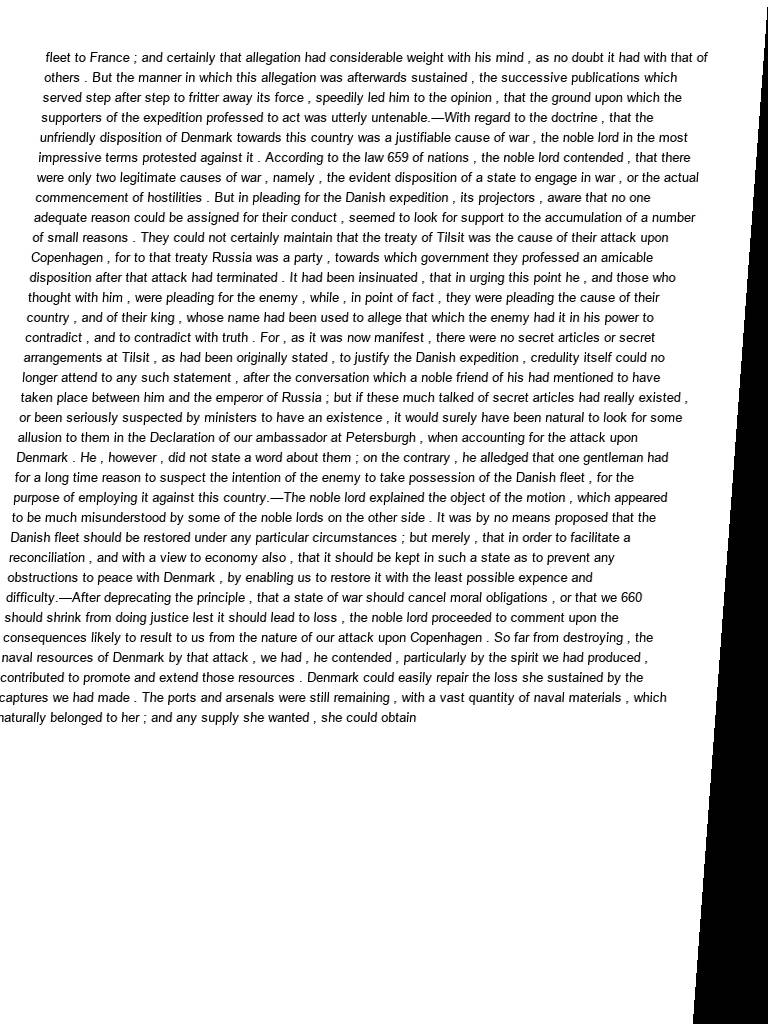 fleet to France ; and certainly that allegation had considerable weight with his mind , as no doubt it had with that of
others . But the manner in which this allegation was afterwards sustained , the successive publications which
served step after step to fritter away its force , speedily led him to the opinion , that the ground upon which the
supporters of the expedition professed to act was utterly untenable.—With regard to the doctrine , that the
unfriendly disposition of Denmark towards this country was a justifiable cause of war , the noble lord in the most
impressive terms protested against it . According to the law 659 of nations , the noble lord contended , that there
were only two legitimate causes of war , namely , the evident disposition of a state to engage in war , or the actual
commencement of hostilities . But in pleading for the Danish expedition , its projectors , aware that no one
adequate reason could be assigned for their conduct , seemed to look for support to the accumulation of a number
of small reasons . They could not certainly maintain that the treaty of Tilsit was the cause of their attack upon
Copenhagen , for to that treaty Russia was a party , towards which government they professed an amicable
disposition after that attack had terminated . It had been insinuated , that in urging this point he , and those who
thought with him , were pleading for the enemy , while , in point of fact , they were pleading the cause of their
country , and of their king , whose name had been used to allege that which the enemy had it in his power to
contradict , and to contradict with truth . For , as it was now manifest , there were no secret articles or secret
arrangements at Tilsit , as had been originally stated , to justify the Danish expedition , credulity itself could no
longer attend to any such statement , after the conversation which a noble friend of his had mentioned to have
taken place between him and the emperor of Russia ; but if these much talked of secret articles had really existed ,
or been seriously suspected by ministers to have an existence , it would surely have been natural to look for some
allusion to them in the Declaration of our ambassador at Petersburgh , when accounting for the attack upon
Denmark . He , however , did not state a word about them ; on the contrary , he alledged that one gentleman had
for a long time reason to suspect the intention of the enemy to take possession of the Danish fleet , for the
purpose of employing it against this country.—The noble lord explained the object of the motion , which appeared
to be much misunderstood by some of the noble lords on the other side . It was by no means proposed that the
Danish fleet should be restored under any particular circumstances ; but merely , that in order to facilitate a
reconciliation , and with a view to economy also , that it should be kept in such a state as to prevent any
obstructions to peace with Denmark , by enabling us to restore it with the least possible expence and
difficulty.—After deprecating the principle , that a state of war should cancel moral obligations , or that we 660
should shrink from doing justice lest it should lead to loss , the noble lord proceeded to comment upon the
consequences likely to result to us from the nature of our attack upon Copenhagen . So far from destroying , the
naval resources of Denmark by that attack , we had , he contended , particularly by the spirit we had produced ,
contributed to promote and extend those resources . Denmark could easily repair the loss she sustained by the
captures we had made . The ports and arsenals were still remaining , with a vast quantity of naval materials , which
naturally belonged to her ; and any supply she wanted , she could obtain